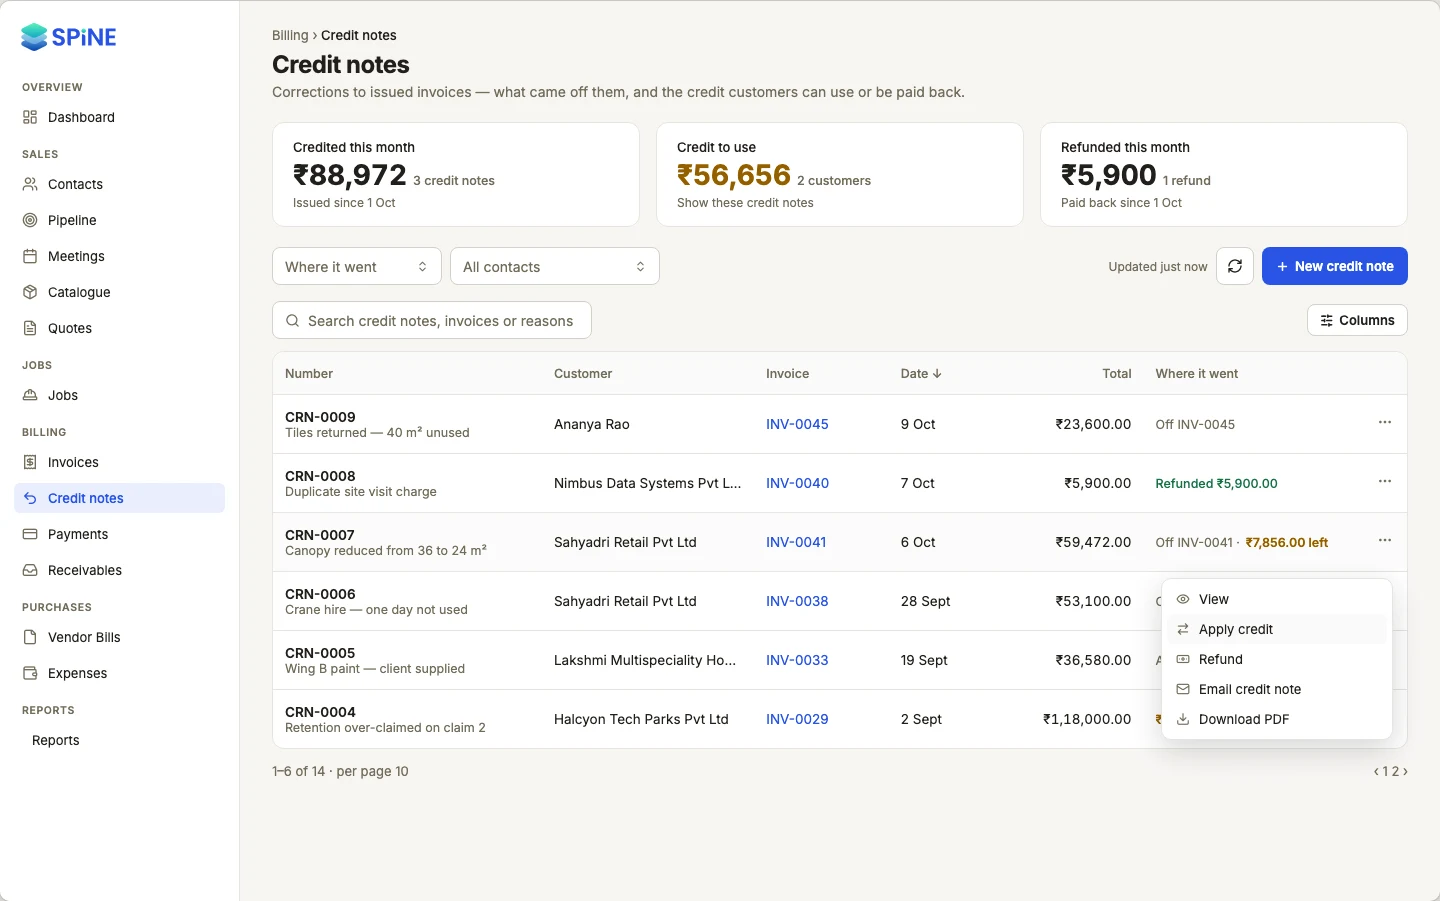 SPiNE
OVERVIEW
Dashboard
SALES
Contacts
Pipeline
Meetings
Catalogue
Quotes
JOBS
Jobs
BILLING
Invoices
Credit notes
Payments
Receivables
PURCHASES
Vendor Bills
Expenses
REPORTS
Reports
Billing › Credit notes
Credit notes
Corrections to issued invoices — what came off them, and the credit customers can use or be paid back.
Credited this month
₹88,972 3 credit notes
Issued since 1 Oct
Credit to use
₹56,656 2 customers
Show these credit notes
Refunded this month
₹5,900 1 refund
Paid back since 1 Oct
Where it went
All contacts
Updated just now
+ New credit note
Search credit notes, invoices or reasons
Columns
Number Customer Invoice Date ↓ Total Where it went
CRN-0009
Tiles returned — 40 m² unused
Ananya Rao INV-0045 9 Oct ₹23,600.00 Off INV-0045 ···
CRN-0008
Duplicate site visit charge
Nimbus Data Systems Pvt L... INV-0040 7 Oct ₹5,900.00 Refunded ₹5,900.00 ···
CRN-0007
Canopy reduced from 36 to 24 m²
Sahyadri Retail Pvt Ltd INV-0041 6 Oct ₹59,472.00 Off INV-0041 · ₹7,856.00 left ···
CRN-0006
Crane hire — one day not used
Sahyadri Retail Pvt Ltd INV-0038 28 Sept ₹53,100.00
CRN-0005
Wing B paint — client supplied
Lakshmi Multispeciality Ho... INV-0033 19 Sept ₹36,580.00
CRN-0004
Retention over-claimed on claim 2
Halcyon Tech Parks Pvt Ltd INV-0029 2 Sept ₹1,18,000.00
View
Apply credit
Refund
Email credit note
Download PDF
1–6 of 14 · per page 10
‹ 1 2 ›